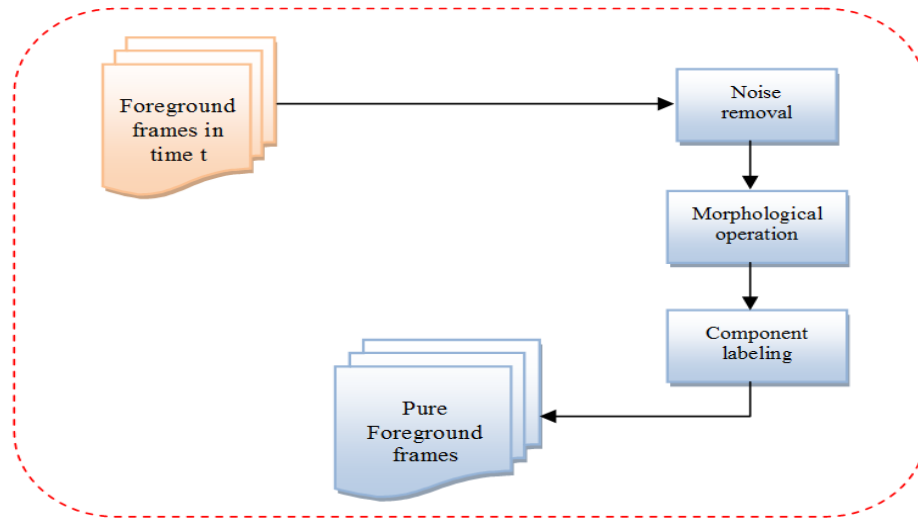 Foreground
frames in
time t
Noise
removal
Morphological
operation
Component
labeling
Pure
Foreground
frames